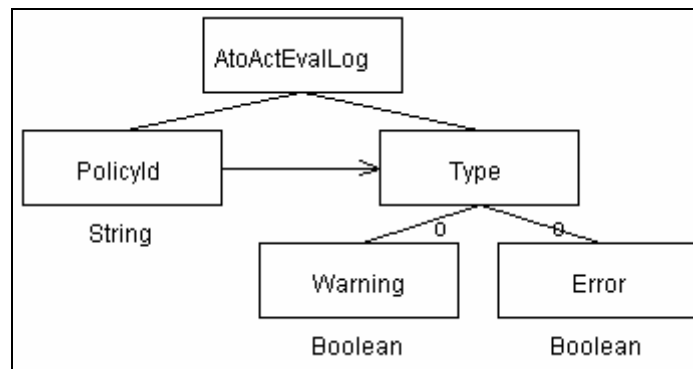 AtoActEvalLog
PolicyId
Type
String
0
0
Warning
Error
Boolean
Boolean